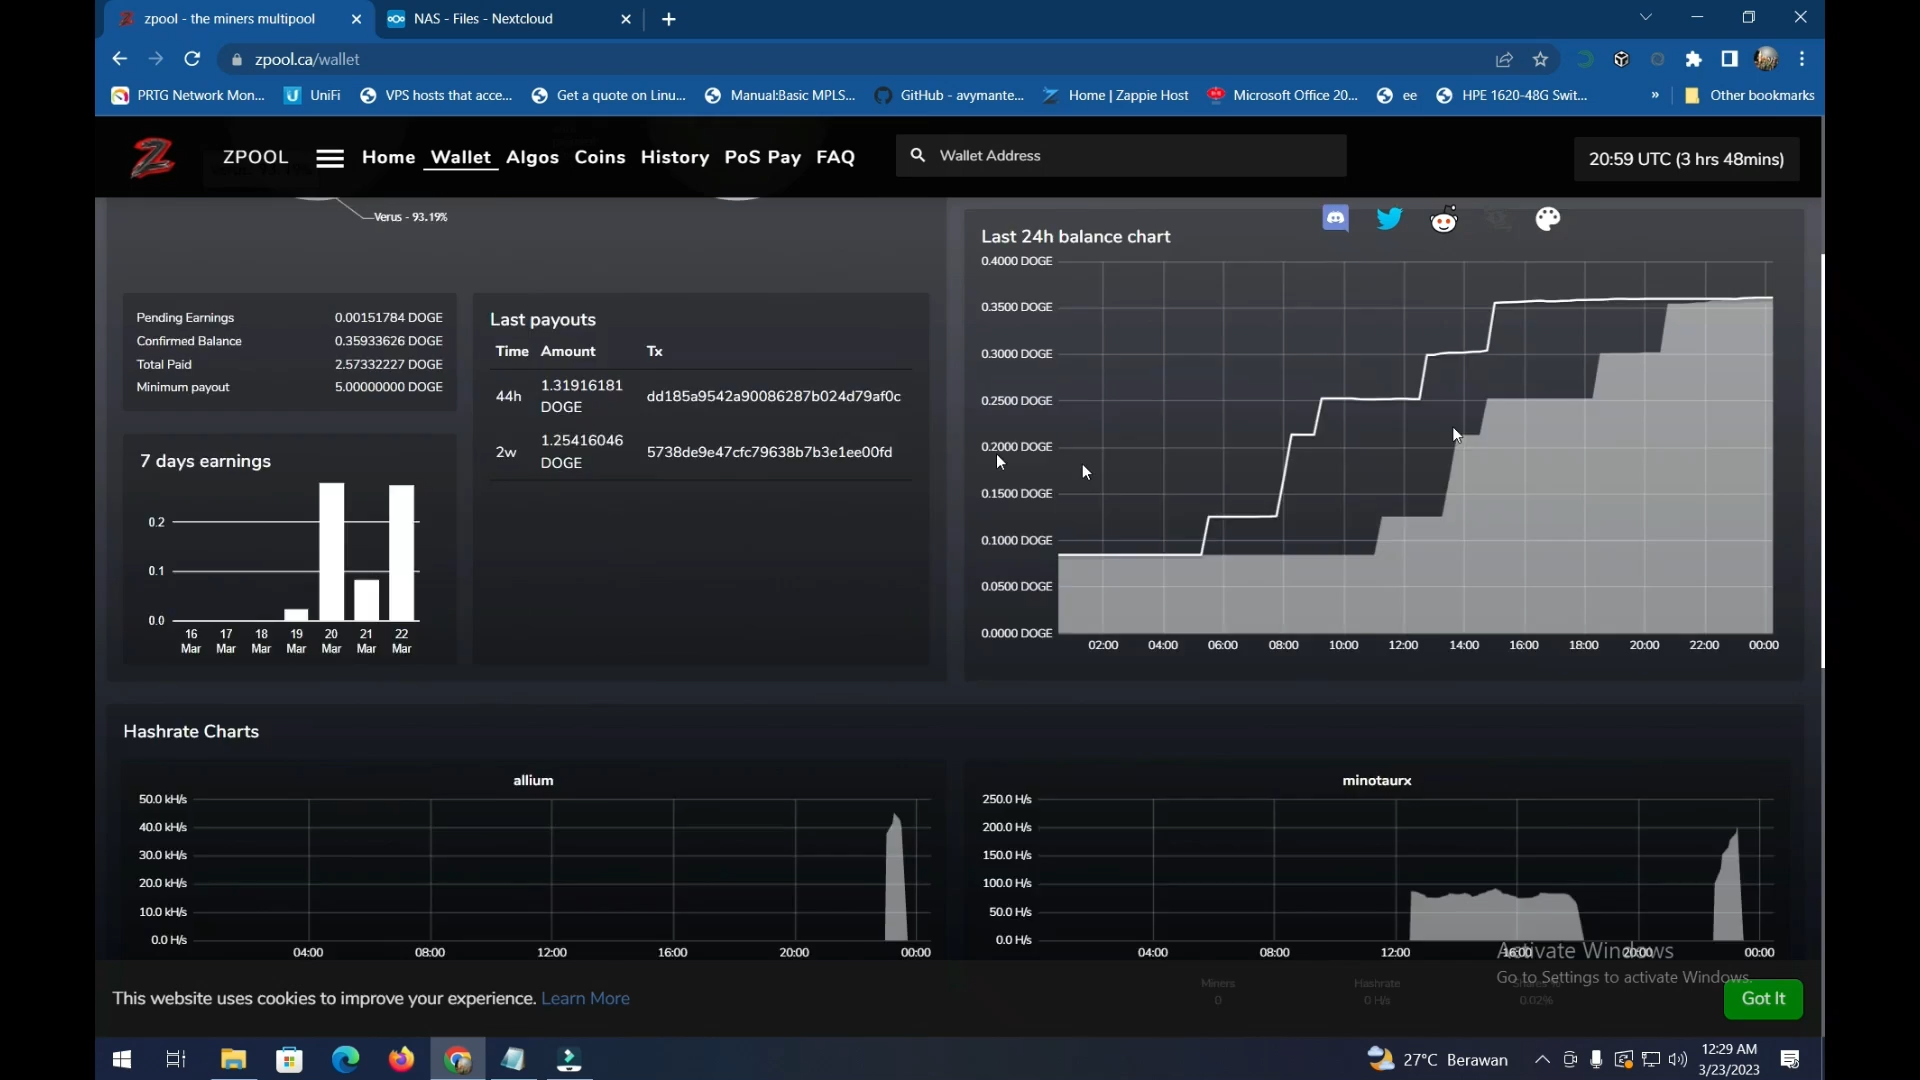 zpool - the miners multipool
NAS - Files - Nextcloud
zpool.ca/wallet
PRTG Network Mon...
UniFi
VPS hosts that acce...
Get a quote on Linu...
Manual:Basic MPLS...
GitHub - avymante...
Home | Zappie Host
Microsoft Office 20...
ee
HPE 1620-48G Swit...
»
Other bookmarks
ZPOOL
Home Wallet Algos Coins History PoS Pay FAQ
Wallet Address
20:59 UTC (3 hrs 48mins)
Verus - 93.19%
Pending Earnings 0.00151784 DOGE
Confirmed Balance 0.35933626 DOGE
Total Paid 2.57332227 DOGE
Minimum payout 5.00000000 DOGE
7 days earnings
0.2
0.1
0.0
16 17 18 19 20 21 22
Mar Mar Mar Mar Mar Mar Mar
Last payouts
Time Amount Tx
44h 1.31916181 DOGE dd185a9542a90086287b024d79af0c
2w 1.25416046 DOGE 5738de9e47cfc79638b7b3e1ee00fd
Last 24h balance chart
0.4000 DOGE
0.3500 DOGE
0.3000 DOGE
0.2500 DOGE
0.2000 DOGE
0.1500 DOGE
0.1000 DOGE
0.0500 DOGE
0.0000 DOGE
02:00 04:00 06:00 08:00 10:00 12:00 14:00 16:00 18:00 20:00 22:00 00:00
Hashrate Charts
allium
50.0 kH/s
40.0 kH/s
30.0 kH/s
20.0 kH/s
10.0 kH/s
0.0 H/s
04:00 08:00 12:00 16:00 20:00 00:00
minotaurx
250.0 H/s
200.0 H/s
150.0 H/s
100.0 H/s
50.0 H/s
0.0 H/s
04:00 08:00 12:00 16:00 20:00 00:00
Activate Windows
Go to Settings to activate Windows.
Miners
0
Hashrate
0 H/s
0.02%
This website uses cookies to improve your experience. Learn More
Got It
27°C Berawan
12:29 AM
3/23/2023